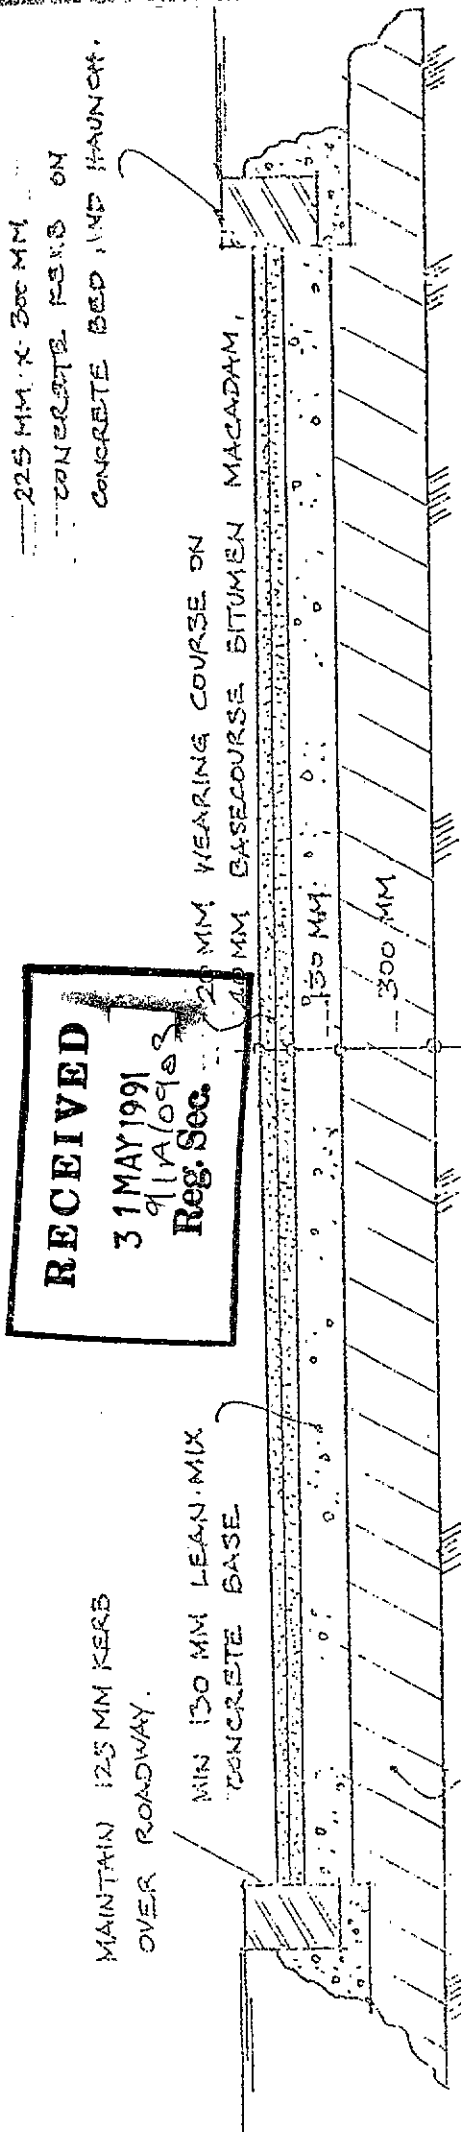 225 MM. X 300 MM.
CONCRETE KERB ON
CONCRETE BED AND HAUNCH.
RECEIVED
31 MAY 1991
91A/0903
Reg. Sec.
MM WEARING COURSE ON
40 MM BASECOURSE BITUMEN MACADAM.
MAINTAIN 125 MM KERB
OVER ROADWAY.
MIN 130 MM LEAN-MIX
CONCRETE BASE
MM
300 MM